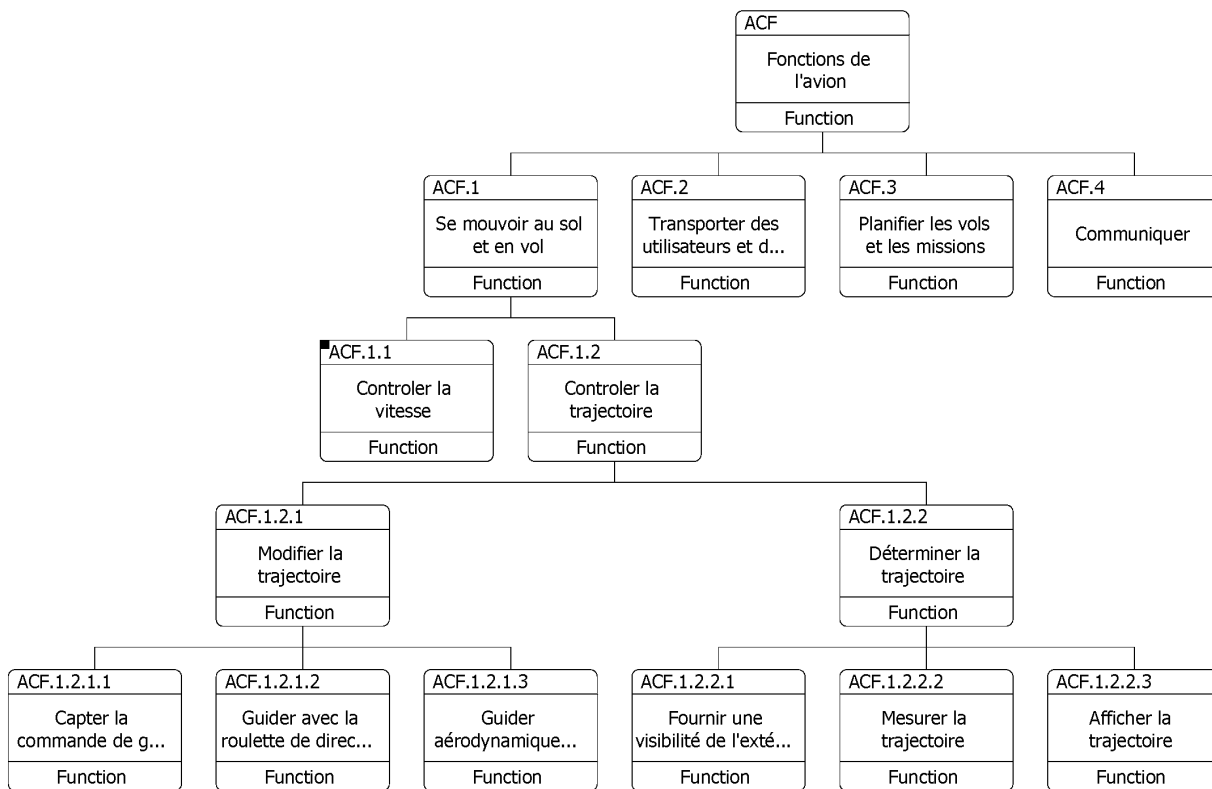 ACF
Fonctions de
l'avion
Function
ACF.1
Se mouvoir au sol
et en vol
Function
ACF.2
Transporter des
utilisateurs et d...
Function
ACF.3
Planifier les vols
et les missions
Function
ACF.4
Communiquer
Function
ACF.1.1
Controler la
vitesse
Function
ACF.1.2
Controler la
trajectoire
Function
ACF.1.2.1
Modifier la
trajectoire
Function
ACF.1.2.2
Déterminer la
trajectoire
Function
ACF.1.2.1.1
Capter la
commande de g...
Function
ACF.1.2.1.2
Guider avec la
roulette de direc...
Function
ACF.1.2.1.3
Guider
aérodynamique...
Function
ACF.1.2.2.1
Fournir une
visibilité de l'exté...
Function
ACF.1.2.2.2
Mesurer la
trajectoire
Function
ACF.1.2.2.3
Afficher la
trajectoire
Function